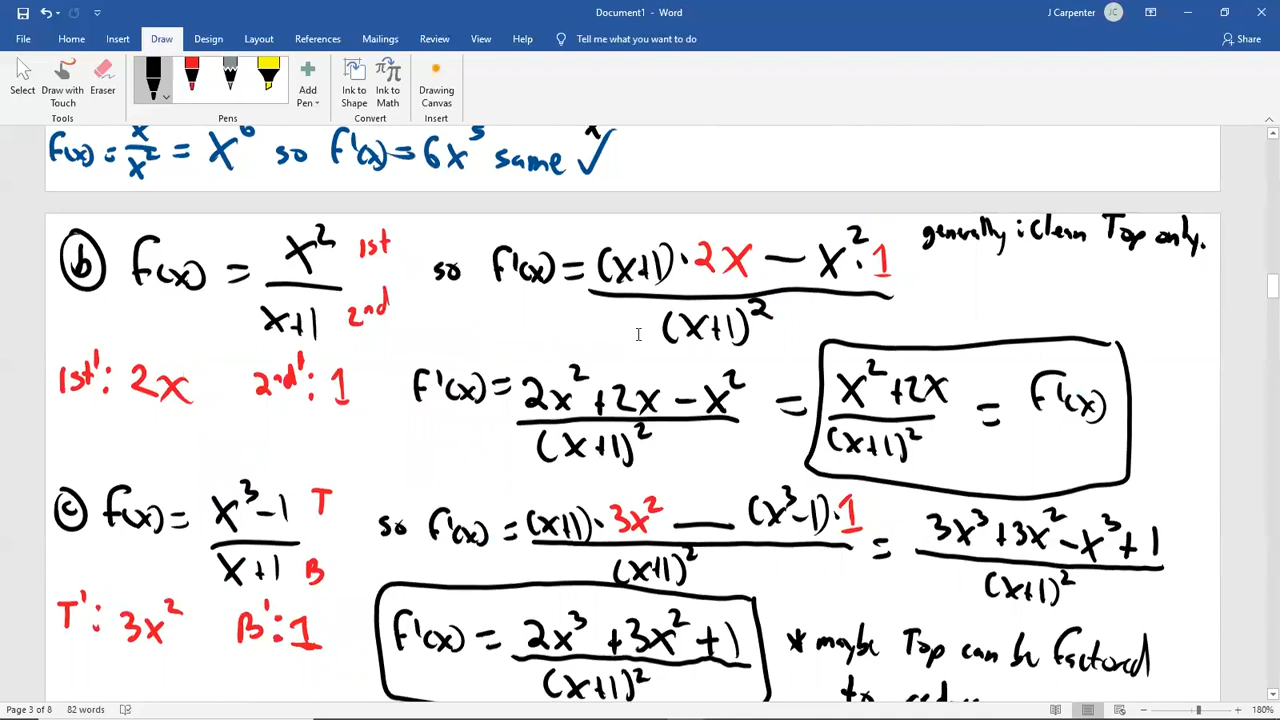 Document1 - Word
J Carpenter JC
File Home Insert Draw Design Layout References Mailings Review View Help Tell me what you want to do Share
Select Draw with Touch Eraser Add Pen Ink to Shape Ink to Math Drawing Canvas
Tools Pens Convert Insert
f(x) = x/x² = x⁶ so f'(x) = 6x⁵ same ✓
generally: clean Top only.
(b) f(x) = x²/(x+1) 1st 2nd so f'(x) = ((x+1)·2x − x²·1)/(x+1)²
1st': 2x 2nd': 1 f'(x) = (2x²+2x−x²)/(x+1)² = (x²+2x)/(x+1)² = f'(x)
(c) f(x) = (x³−1)/(x+1) T B so f'(x) = ((x+1)·3x² − (x³−1)·1)/(x+1)² = (3x³+3x²−x³+1)/(x+1)²
T': 3x² B': 1 f'(x) = (2x³+3x²+1)/(x+1)² * maybe Top can be factored
to
Page 3 of 8 82 words 180%